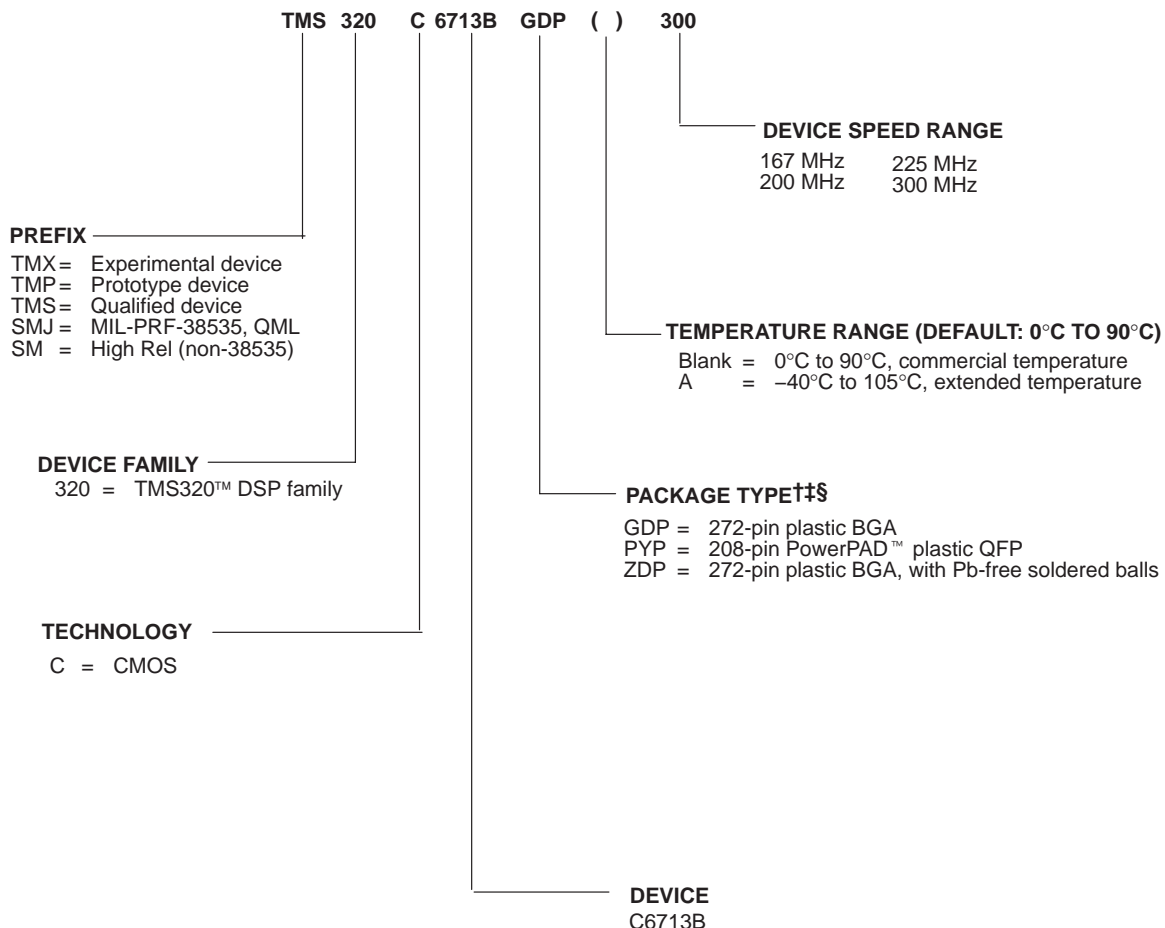 TMS 320 C 6713B GDP ( ) 300
DEVICE SPEED RANGE
167 MHz 225 MHz
200 MHz 300 MHz
PREFIX
TMX = Experimental device
TMP = Prototype device
TMS = Qualified device
SMJ = MIL-PRF-38535, QML
SM = High Rel (non-38535)
TEMPERATURE RANGE (DEFAULT: 0°C TO 90°C)
Blank = 0°C to 90°C, commercial temperature
A = −40°C to 105°C, extended temperature
DEVICE FAMILY
320 = TMS320™ DSP family
PACKAGE TYPE†‡§
GDP = 272-pin plastic BGA
PYP = 208-pin PowerPAD™ plastic QFP
ZDP = 272-pin plastic BGA, with Pb-free soldered balls
TECHNOLOGY
C = CMOS
DEVICE
C6713B